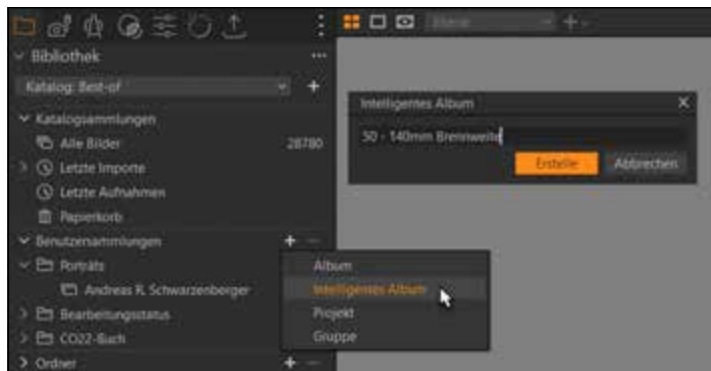 Bibliothek
Katalog: Best-of
Katalogsammlungen
Alle Bilder 28780
Letzte Importe
Letzte Aufnahmen
Papierkorb
Benutzersammlungen
Porträts
Andreas R. Schwarzenberger
Bearbeitungsstatus
CO22-Buch
Ordner
Album
Intelligentes Album
Projekt
Gruppe
Ebene
Intelligentes Album
50 - 140mm Brennweite
Erstelle Abbrechen